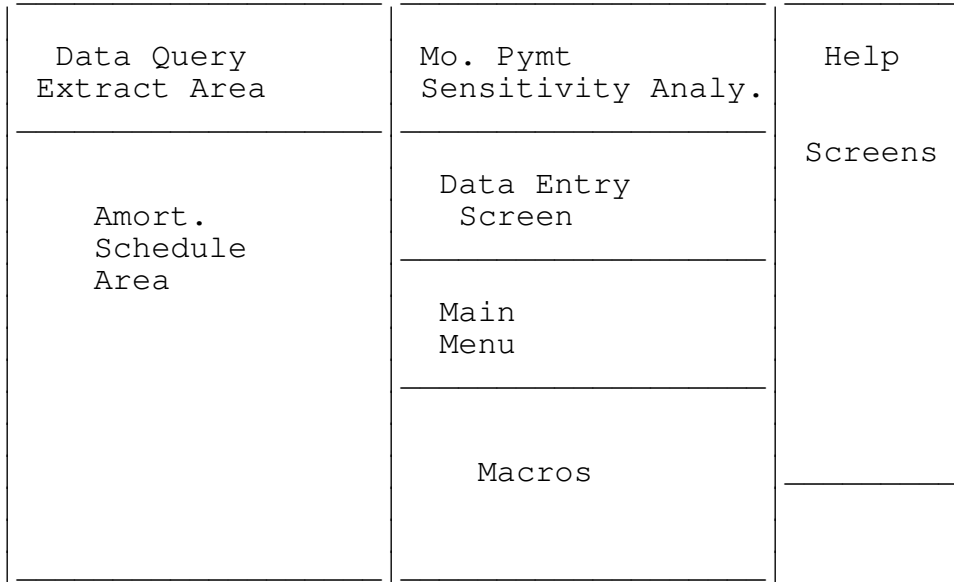 Data Query
Extract Area
Amort.
Schedule
Area
Mo. Pymt
Sensitivity Analy.
Data Entry
Screen
Main
Menu
Macros
Help
Screens